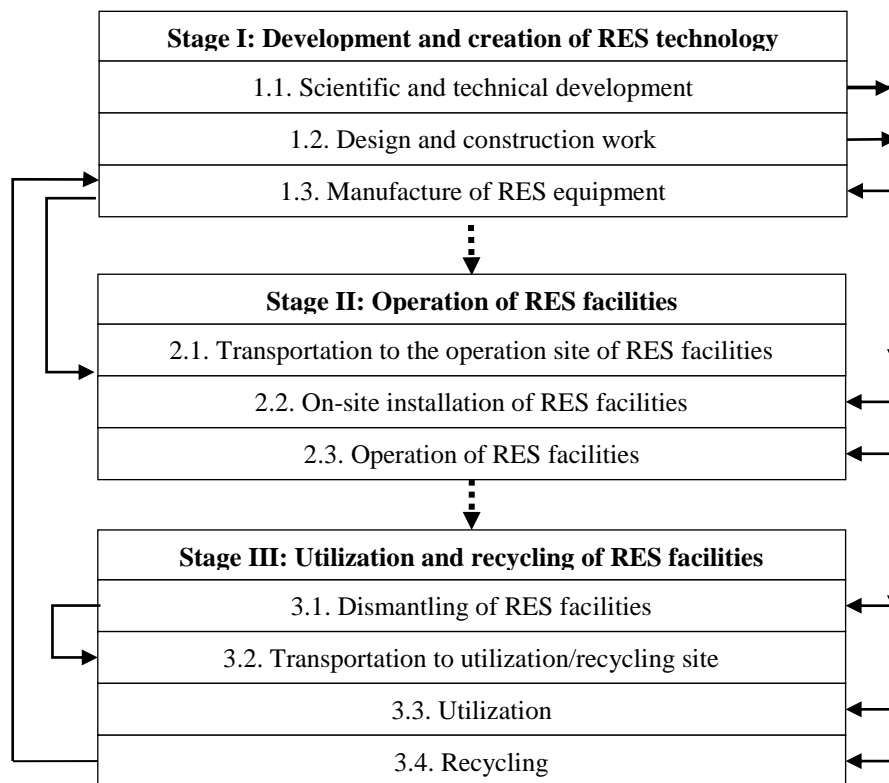 Stage I: Development and creation of RES technology
1.1. Scientific and technical development
1.2. Design and construction work
1.3. Manufacture of RES equipment
Stage II: Operation of RES facilities
2.1. Transportation to the operation site of RES facilities
2.2. On-site installation of RES facilities
2.3. Operation of RES facilities
Stage III: Utilization and recycling of RES facilities
3.1. Dismantling of RES facilities
3.2. Transportation to utilization/recycling site
3.3. Utilization
3.4. Recycling